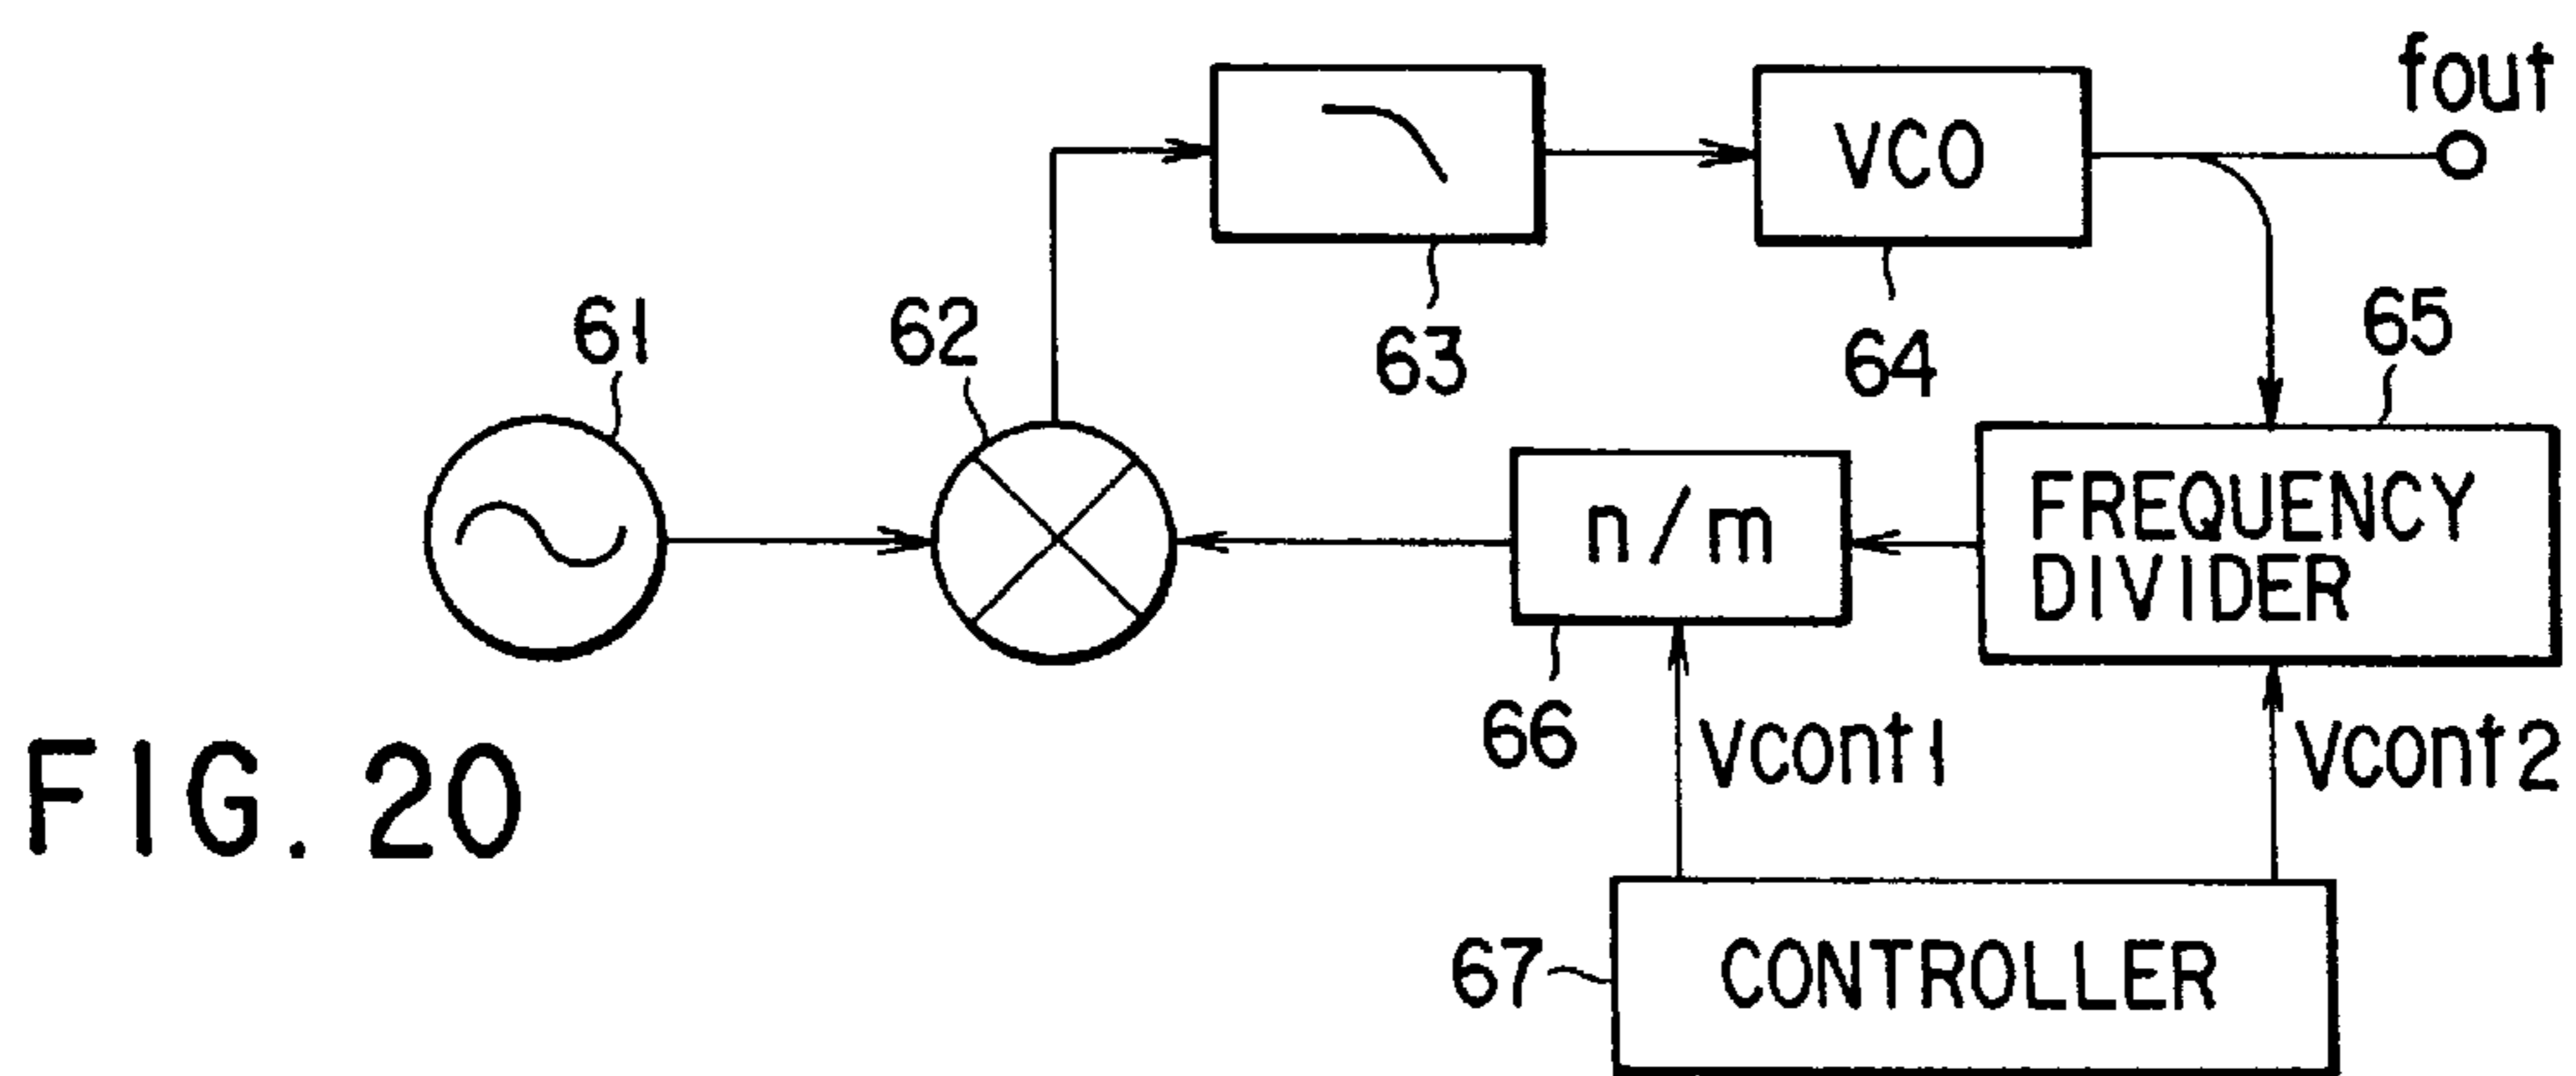 fout
VCO
61
62
63
64
65
n/m
FREQUENCY
DIVIDER
66
Vcont1
Vcont2
FIG. 20
67
CONTROLLER